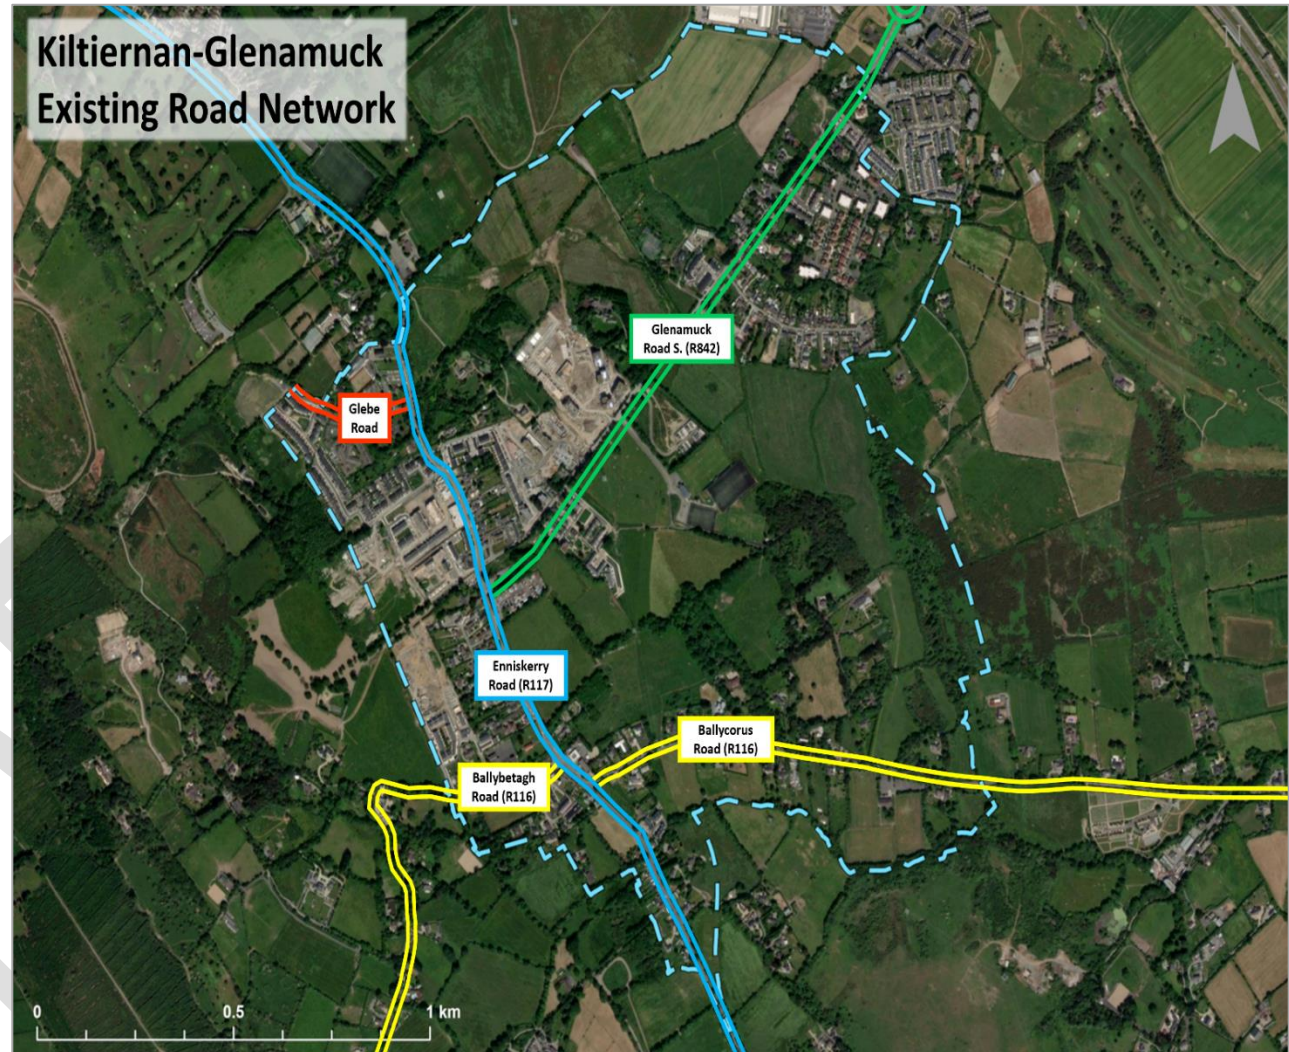 Kiltiernan-Glenamuck
Existing Road Network
N
Glenamuck
Road S. (R842)
Glebe
Road
Enniskerry
Road (R117)
Ballycorus
Road (R116)
Ballybetagh
Road (R116)
0
0.5
1 km